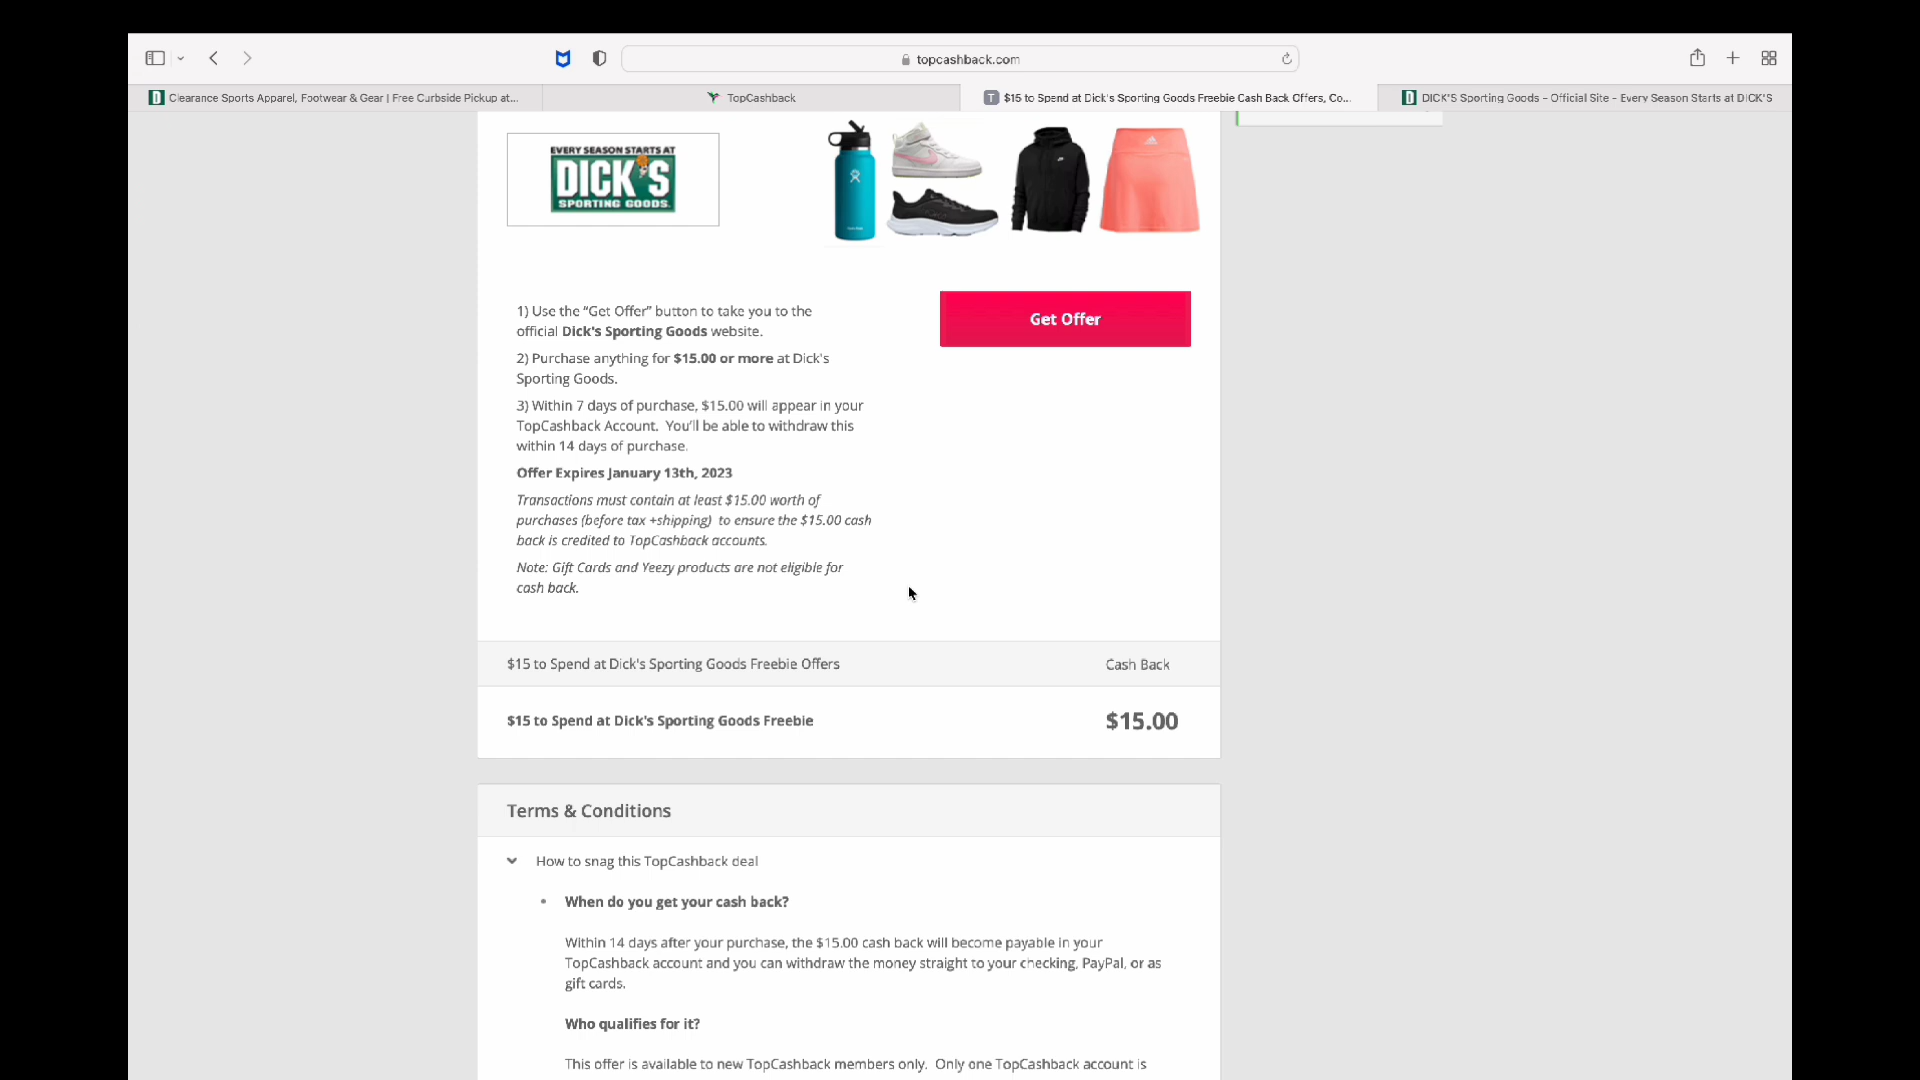 topcashback.com
Clearance Sports Apparel, Footwear & Gear | Free Curbside Pickup at...
TopCashback
T
$15 to Spend at Dick's Sporting Goods Freebie Cash Back Offers, Co...
DICK'S Sporting Goods – Official Site – Every Season Starts at DICK'S
EVERY SEASON STARTS AT
DICK'S
SPORTING GOODS.
1) Use the “Get Offer” button to take you to the
official Dick's Sporting Goods website.
2) Purchase anything for $15.00 or more at Dick's
Sporting Goods.
3) Within 7 days of purchase, $15.00 will appear in your
TopCashback Account.  You’ll be able to withdraw this
within 14 days of purchase.
Offer Expires January 13th, 2023
Transactions must contain at least $15.00 worth of
purchases (before tax +shipping)  to ensure the $15.00 cash
back is credited to TopCashback accounts.
Note: Gift Cards and Yeezy products are not eligible for
cash back.
Get Offer
$15 to Spend at Dick's Sporting Goods Freebie Offers
Cash Back
$15 to Spend at Dick's Sporting Goods Freebie
$15.00
Terms & Conditions
How to snag this TopCashback deal
• When do you get your cash back?
Within 14 days after your purchase, the $15.00 cash back will become payable in your
TopCashback account and you can withdraw the money straight to your checking, PayPal, or as
gift cards.
Who qualifies for it?
This offer is available to new TopCashback members only.  Only one TopCashback account is